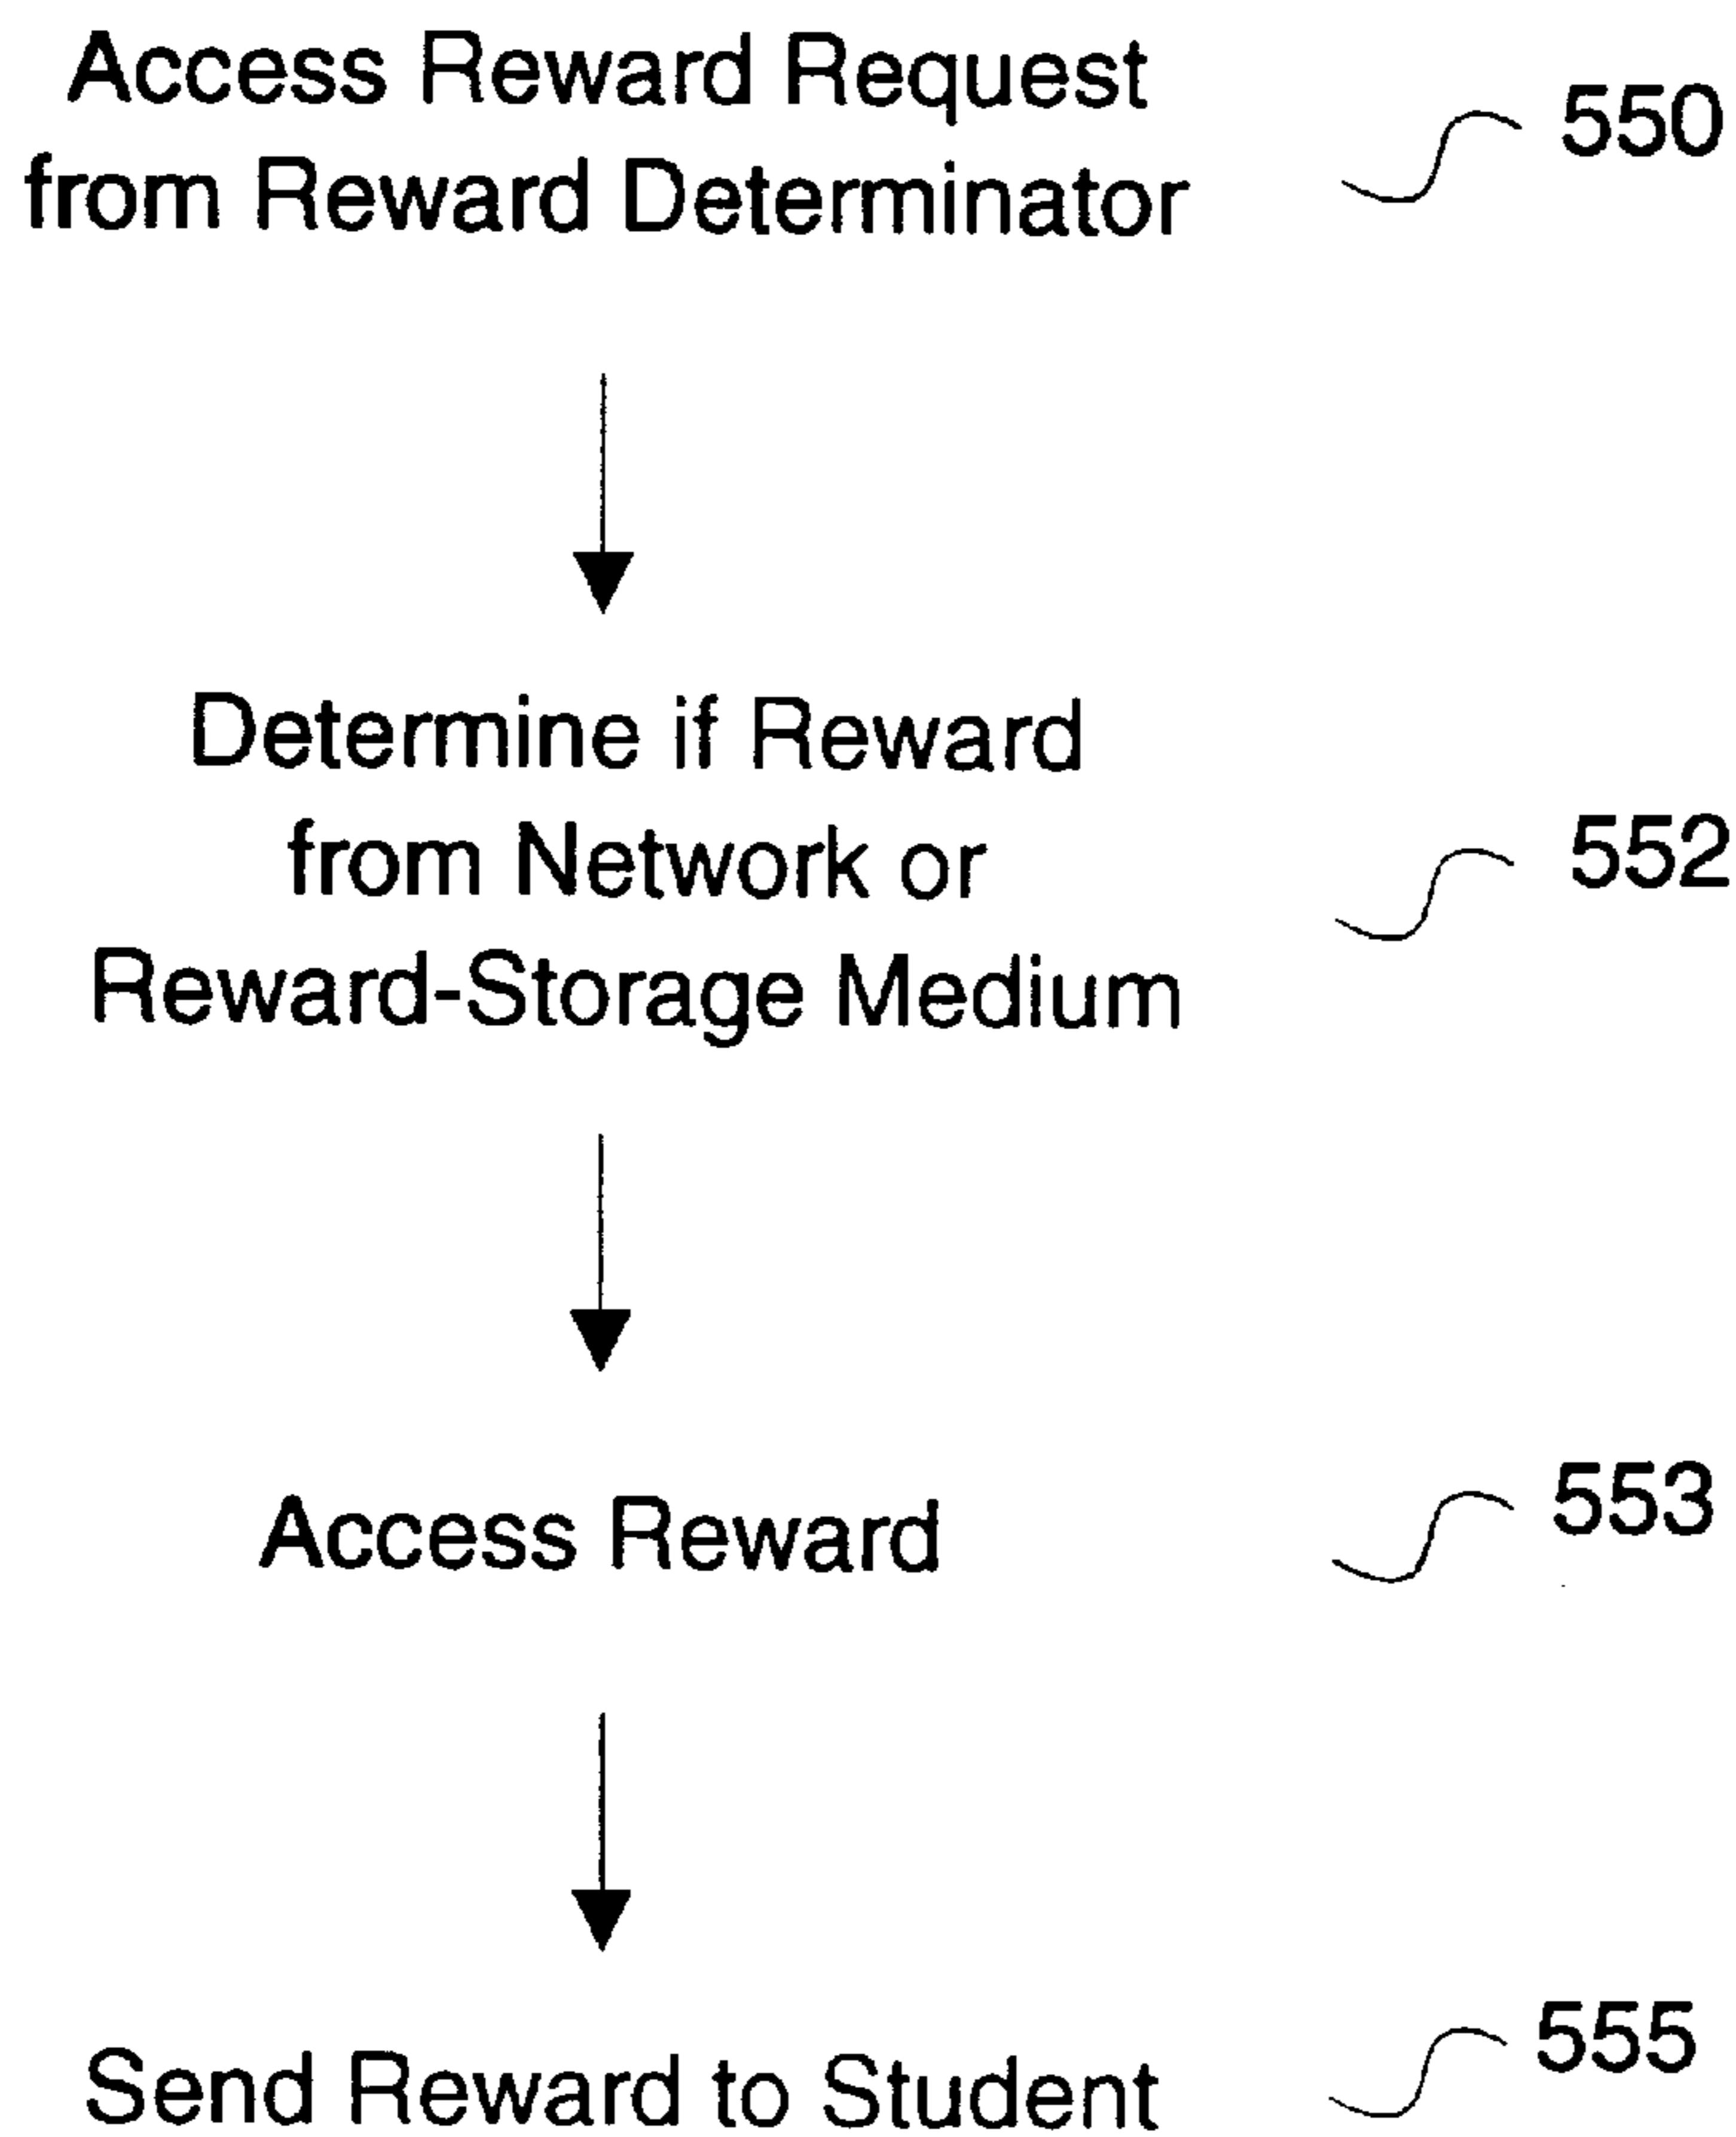 Access Reward Request
from Reward Determinator
550
Determine if Reward
from Network or
Reward-Storage Medium
552
Access Reward
553
Send Reward to Student
555